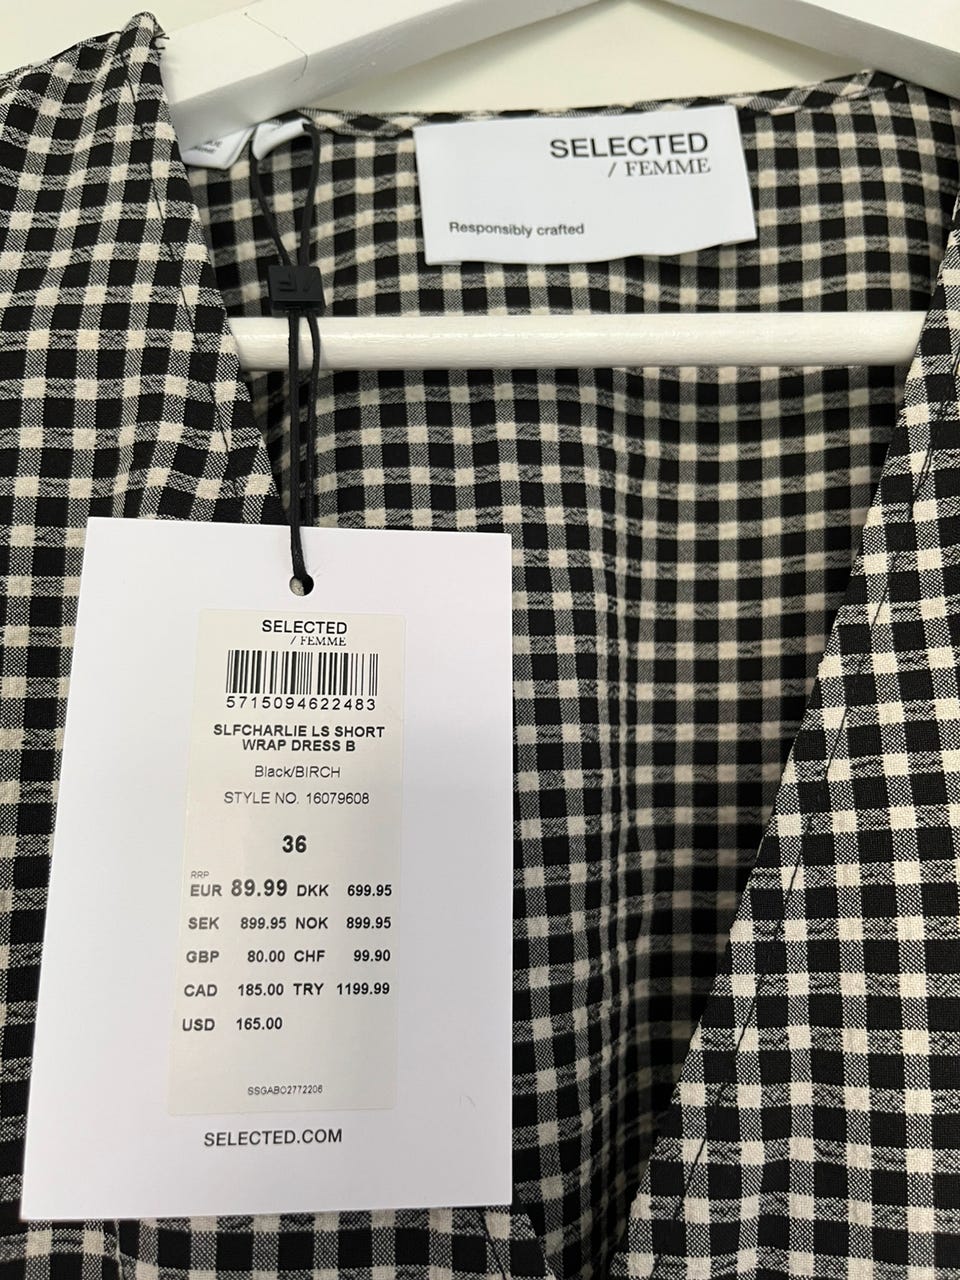 SELECTED
/ FEMME
Responsibly crafted
SELECTED
/ FEMME
5715094622483
SLFCHARLIE LS SHORT
WRAP DRESS B
Black/BIRCH
STYLE NO. 16079608
36
RRP
EUR 89.99 DKK 699.95
SEK 899.95 NOK 899.95
GBP 80.00 CHF 99.90
CAD 185.00 TRY 1199.99
USD 165.00
SSGABO2772206
SELECTED.COM